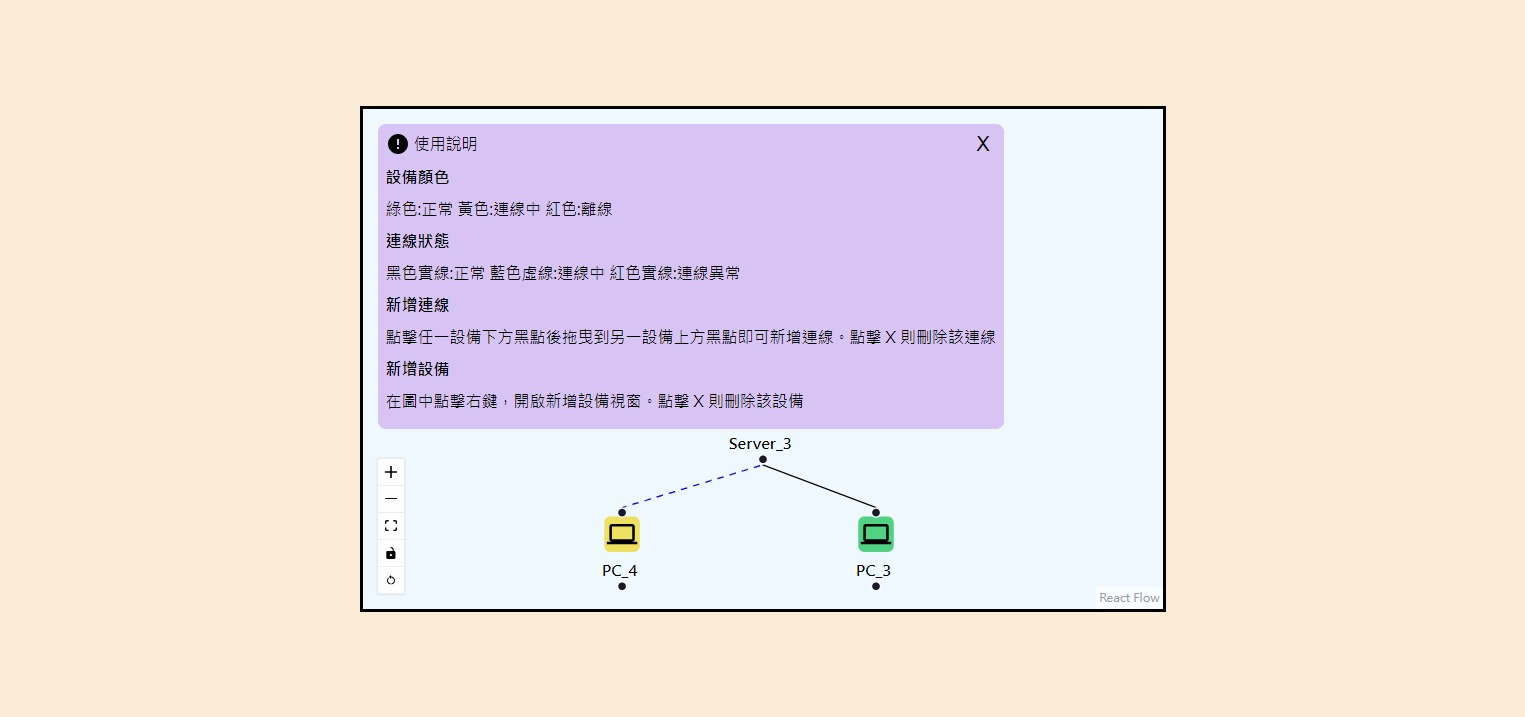 使用說明 X
設備顏色
綠色:正常 黃色:連線中 紅色:離線
連線狀態
黑色實線:正常 藍色虛線:連線中 紅色實線:連線異常
新增連線
點擊任一設備下方黑點後拖曳到另一設備上方黑點即可新增連線。點擊 X 則刪除該連線
新增設備
在圖中點擊右鍵，開啟新增設備視窗。點擊 X 則刪除該設備
Server_3
PC_4
PC_3
React Flow